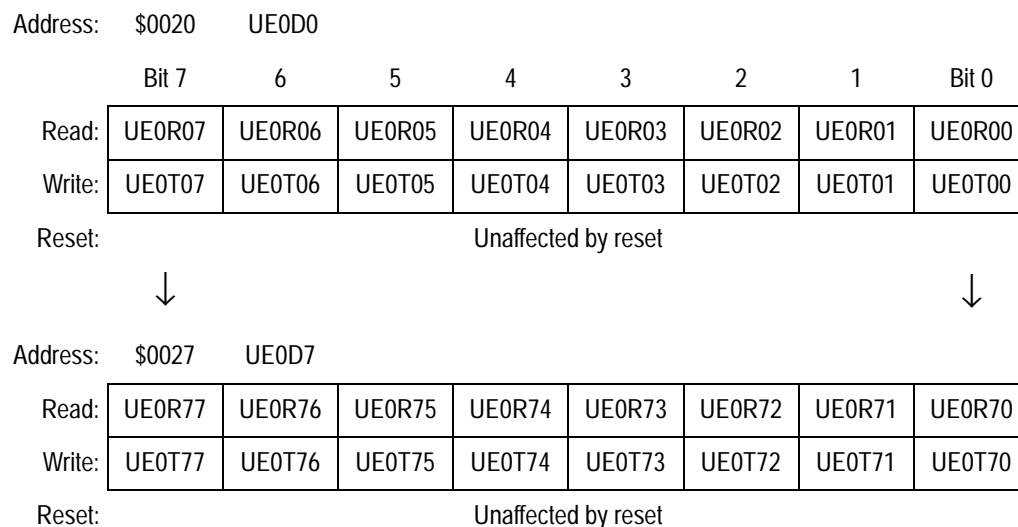 Address: $0020 UE0D0
Bit 7 6 5 4 3 2 1 Bit 0
Read: UE0R07 UE0R06 UE0R05 UE0R04 UE0R03 UE0R02 UE0R01 UE0R00
Write: UE0T07 UE0T06 UE0T05 UE0T04 UE0T03 UE0T02 UE0T01 UE0T00
Reset: Unaffected by reset
↓ ↓
Address: $0027 UE0D7
Read: UE0R77 UE0R76 UE0R75 UE0R74 UE0R73 UE0R72 UE0R71 UE0R70
Write: UE0T77 UE0T76 UE0T75 UE0T74 UE0T73 UE0T72 UE0T71 UE0T70
Reset: Unaffected by reset